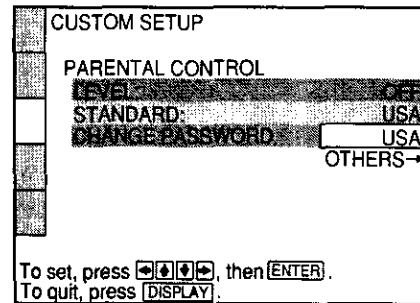 CUSTOM SETUP
PARENTAL CONTROL
LEVEL: OFF
STANDARD: USA
CHANGE PASSWORD: USA
OTHERS→
To set, press ←↑↓→, then ENTER.
To quit, press DISPLAY.